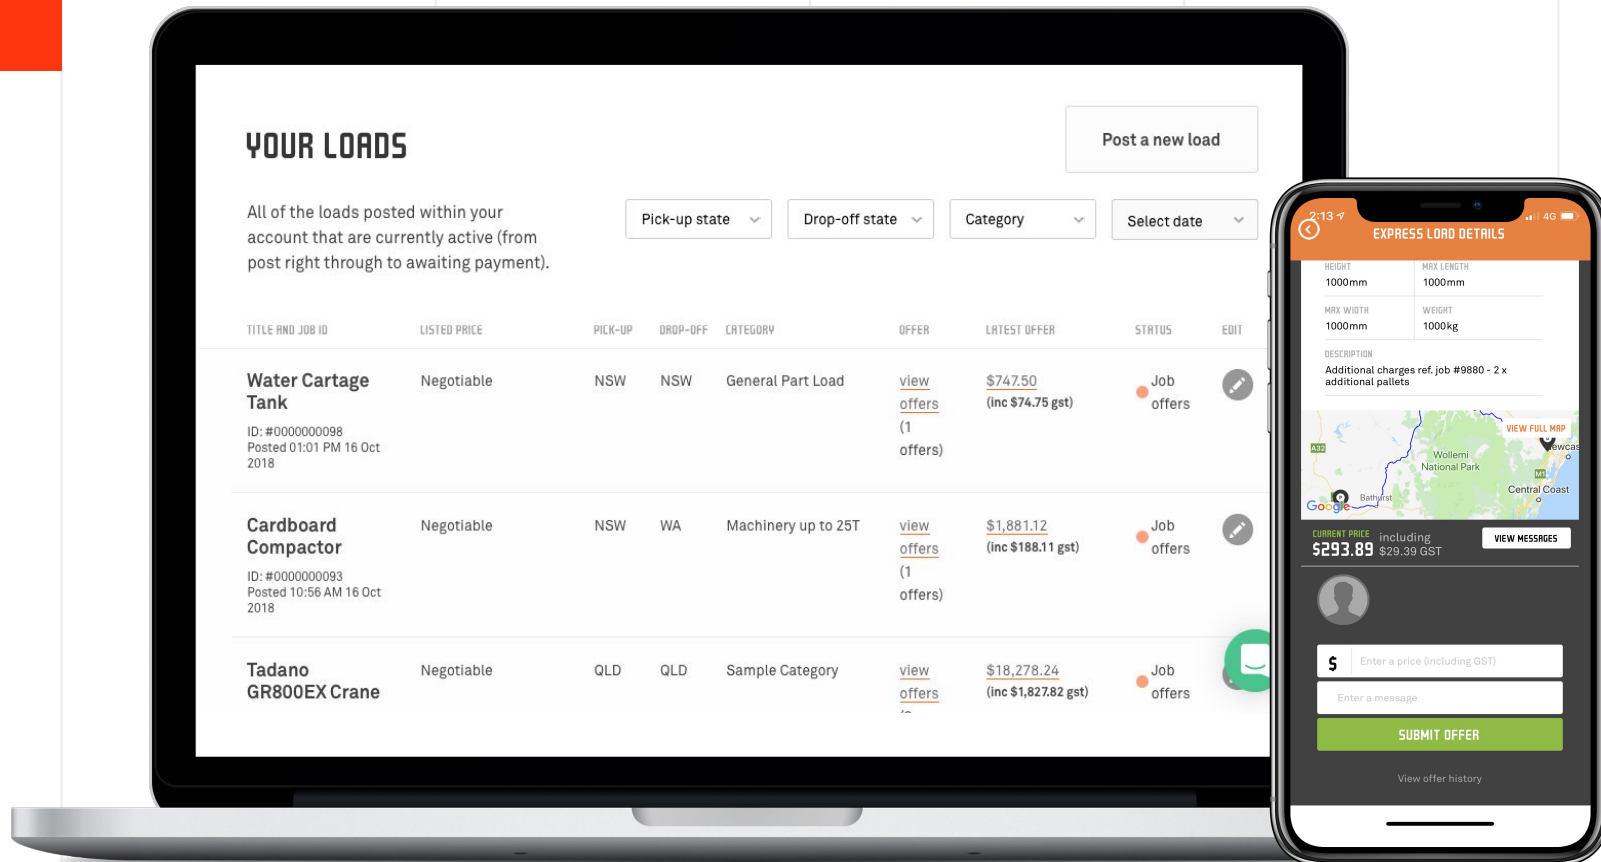 YOUR LOADS
Post a new load
All of the loads posted within your
account that are currently active (from
post right through to awaiting payment).
Pick-up state
Drop-off state
Category
Select date
TITLE AND JOB ID
LISTED PRICE
PICK-UP
DROP-OFF
CATEGORY
OFFER
LATEST OFFER
STATUS
EDIT
Water Cartage
Tank
ID: #0000000098
Posted 01:01 PM 16 Oct
2018
Negotiable
NSW
NSW
General Part Load
view
offers
(1
offers)
$747.50
(inc $74.75 gst)
Job
offers
Cardboard
Compactor
ID: #0000000093
Posted 10:56 AM 16 Oct
2018
Negotiable
NSW
WA
Machinery up to 25T
view
offers
(1
offers)
$1,881.12
(inc $188.11 gst)
Job
offers
Tadano
GR800EX Crane
Negotiable
QLD
QLD
Sample Category
view
offers
$18,278.24
(inc $1,827.82 gst)
Job
offers
2:13
4G
EXPRESS LOAD DETAILS
HEIGHT
1000mm
MAX LENGTH
1000mm
MAX WIDTH
1000mm
WEIGHT
1000kg
DESCRIPTION
Additional charges ref. job #9880 - 2 x
additional pallets
VIEW FULL MAP
A32
Wollemi
National Park
M1
Central Coast
Bathurst
Google
CURRENT PRICE
$293.89
including
$29.39 GST
VIEW MESSAGES
$
Enter a price (including GST)
Enter a message
SUBMIT OFFER
View offer history